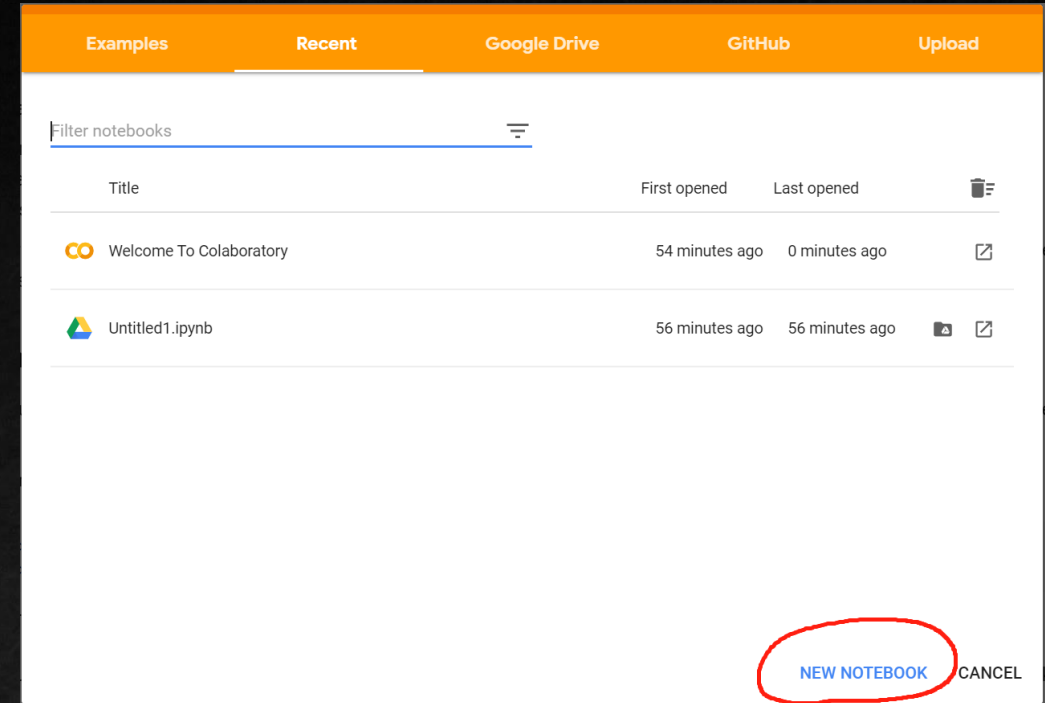 Examples Recent Google Drive GitHub Upload
Filter notebooks
Title First opened Last opened
Welcome To Colaboratory 54 minutes ago 0 minutes ago
Untitled1.ipynb 56 minutes ago 56 minutes ago
NEW NOTEBOOK CANCEL